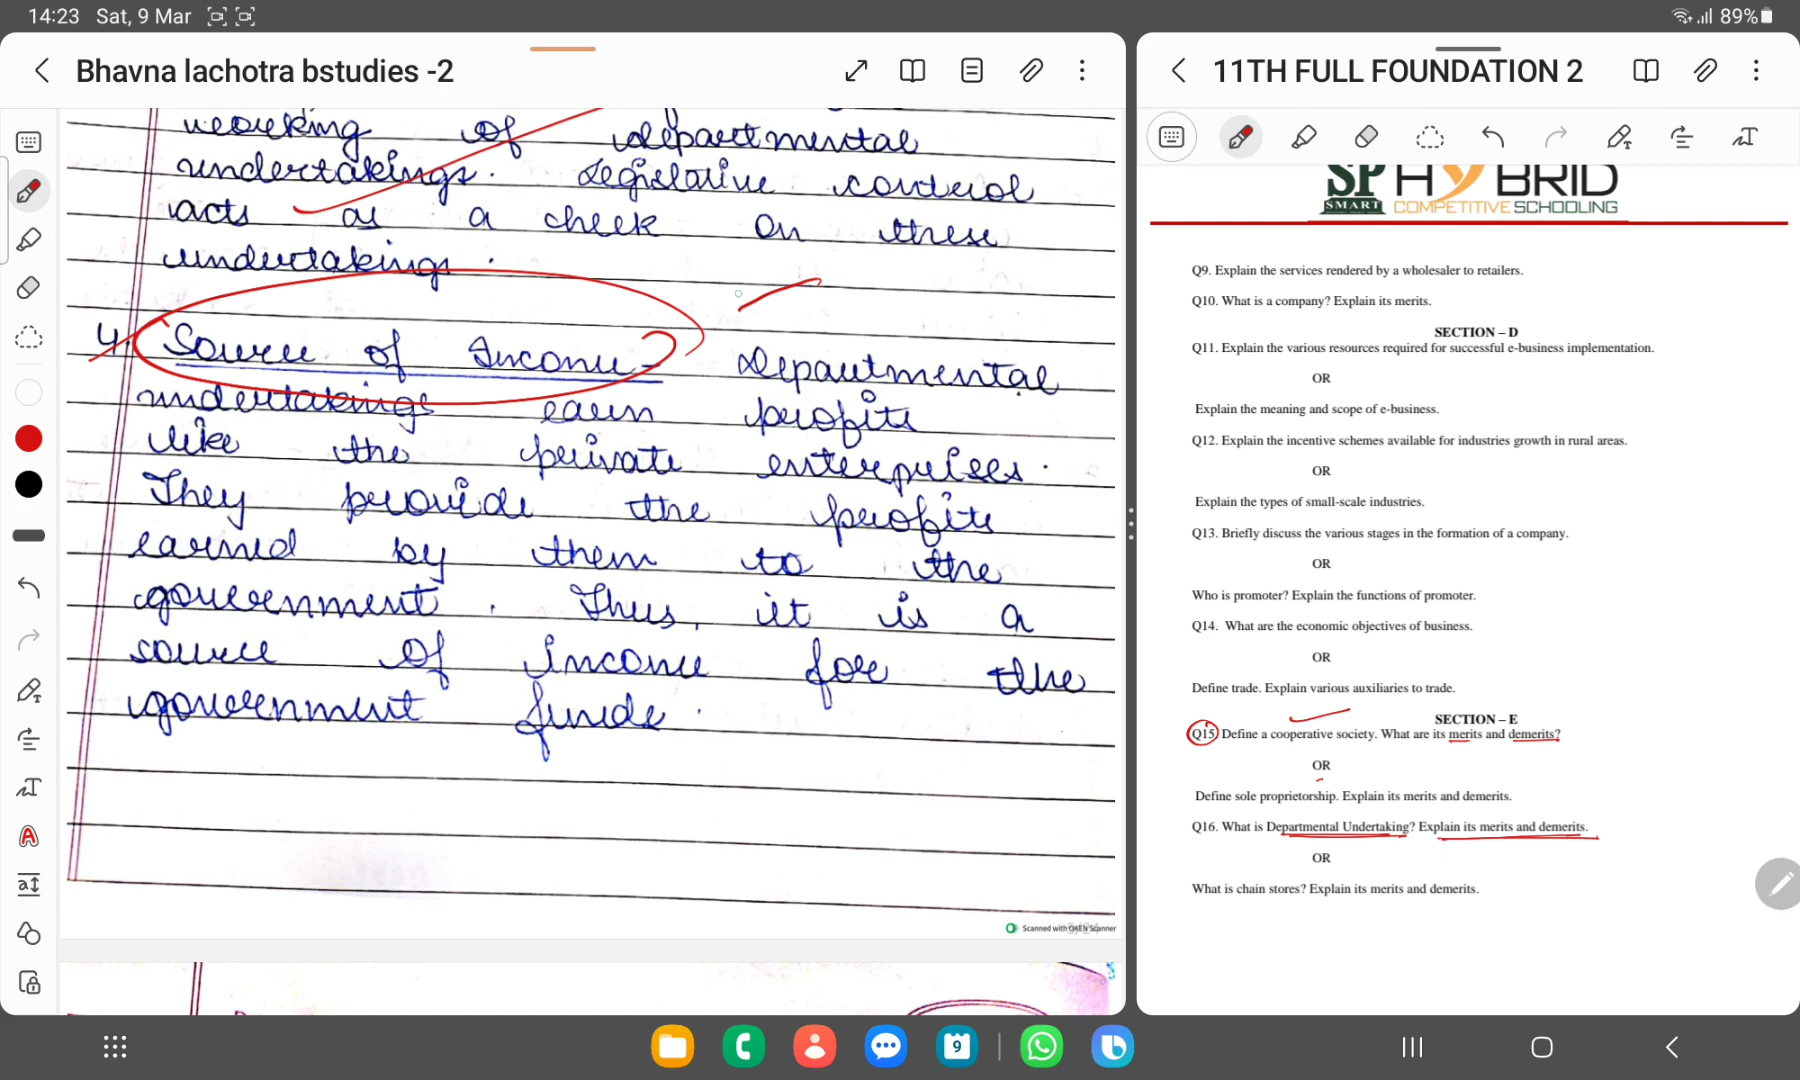 14:23 Sat, 9 Mar
89%
Bhavna lachotra bstudies -2
working of departmental
undertakings. Legislative control
acts as a check on these
undertakings.
4. Source of Income - Departmental
undertakings earn profits
like the private enterprises.
They provide the profits
earned by them to the
government. Thus, it is a
source of income for the
government funds.
Scanned with OKEN Scanner
11TH FULL FOUNDATION 2
SP HYBRID
SMART COMPETITIVE SCHOOLING
Q9. Explain the services rendered by a wholesaler to retailers.
Q10. What is a company? Explain its merits.
SECTION – D
Q11. Explain the various resources required for successful e-business implementation.
OR
Explain the meaning and scope of e-business.
Q12. Explain the incentive schemes available for industries growth in rural areas.
OR
Explain the types of small-scale industries.
Q13. Briefly discuss the various stages in the formation of a company.
OR
Who is promoter? Explain the functions of promoter.
Q14. What are the economic objectives of business.
OR
Define trade. Explain various auxiliaries to trade.
SECTION – E
Q15 Define a cooperative society. What are its merits and demerits?
OR
Define sole proprietorship. Explain its merits and demerits.
Q16. What is Departmental Undertaking? Explain its merits and demerits.
OR
What is chain stores? Explain its merits and demerits.
9